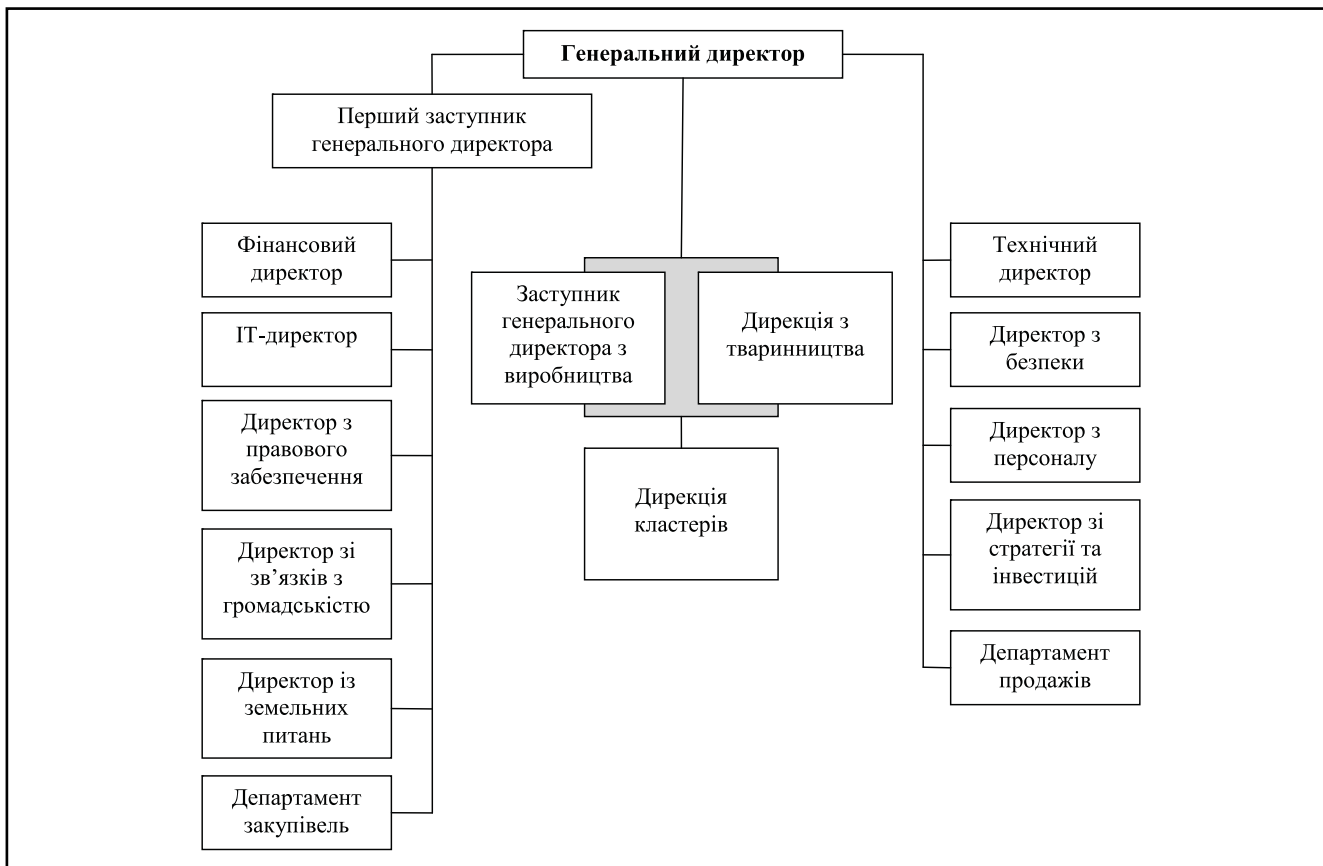 Генеральний директор
Перший заступник
генерального директора
Фінансовий
директор
ІТ-директор
Директор з
правового
забезпечення
Директор зі
зв’язків з
громадськістю
Директор із
земельних
питань
Департамент
закупівель
Заступник
генерального
директора з
виробництва
Дирекція з
тваринництва
Дирекція
кластерів
Технічний
директор
Директор з
безпеки
Директор з
персоналу
Директор зі
стратегії та
інвестицій
Департамент
продажів